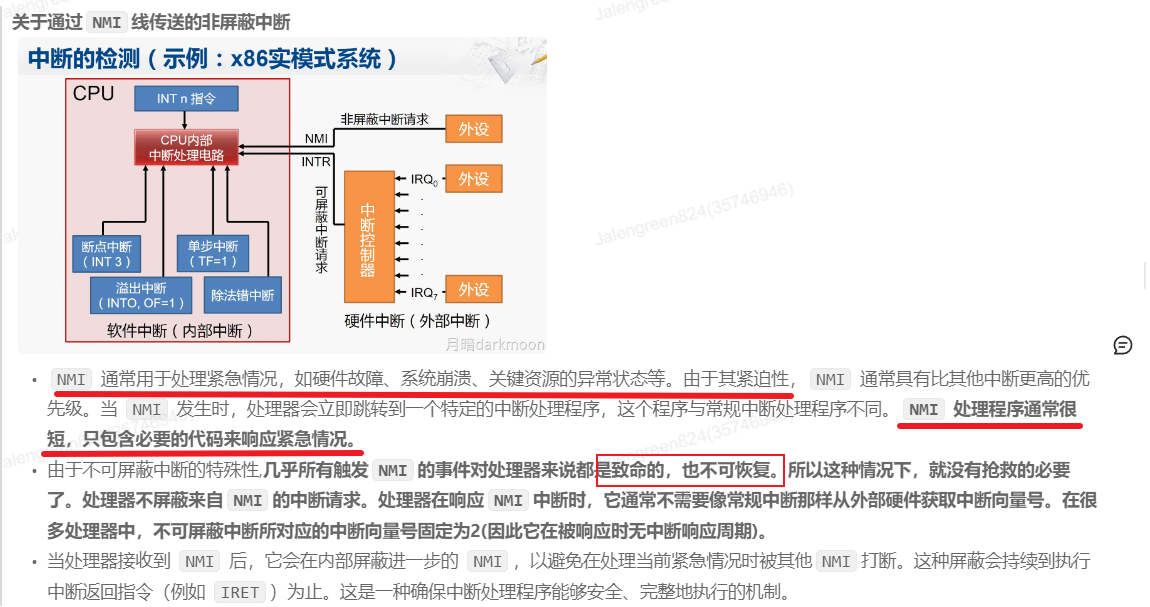 关于通过 NMI 线传送的非屏蔽中断
中断的检测（示例：x86实模式系统）
CPU
INT n 指令
CPU内部
中断处理电路
断点中断
（INT 3）
单步中断
（TF=1）
溢出中断
（INTO, OF=1）
除法错中断
软件中断（内部中断）
非屏蔽中断请求
NMI
INTR
可屏蔽中断请求
外设
中断控制器
IRQ0
外设
IRQ7
外设
硬件中断（外部中断）
月暗darkmoon
• NMI 通常用于处理紧急情况，如硬件故障、系统崩溃、关键资源的异常状态等。由于其紧迫性，NMI 通常具有比其他中断更高的优
先级。当 NMI 发生时，处理器会立即跳转到一个特定的中断处理程序，这个程序与常规中断处理程序不同。 NMI 处理程序通常很
短，只包含必要的代码来响应紧急情况。
• 由于不可屏蔽中断的特殊性,几乎所有触发 NMI 的事件对处理器来说都是致命的，也不可恢复。所以这种情况下，就没有抢救的必要
了。处理器不屏蔽来自 NMI 的中断请求。处理器在响应 NMI 中断时，它通常不需要像常规中断那样从外部硬件获取中断向量号。在很
多处理器中，不可屏蔽中断所对应的中断向量号固定为2(因此它在被响应时无中断响应周期)。
• 当处理器接收到 NMI 后，它会在内部屏蔽进一步的 NMI ，以避免在处理当前紧急情况时被其他 NMI 打断。这种屏蔽会持续到执行
中断返回指令（例如 IRET ）为止。这是一种确保中断处理程序能够安全、完整地执行的机制。
Jalengreen824(35746946)